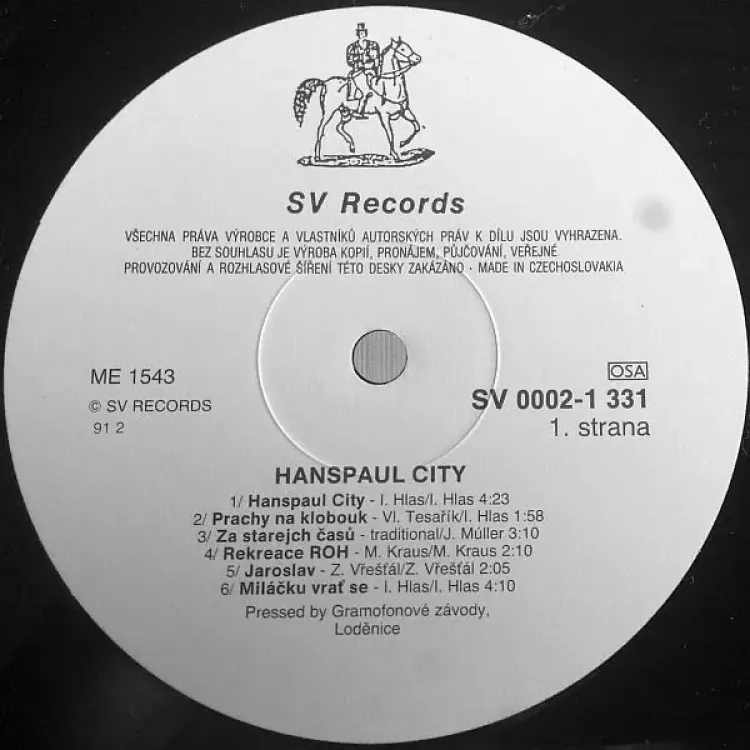 SV Records
VŠECHNA PRÁVA VÝROBCE A VLASTNÍKŮ AUTORSKÝCH PRÁV K DÍLU JSOU VYHRAZENA.
BEZ SOUHLASU JE VÝROBA KOPIÍ, PRONÁJEM, PŮJČOVÁNÍ, VEŘEJNÉ
PROVOZOVÁNÍ A ROZHLASOVÉ ŠÍŘENÍ TÉTO DESKY ZAKÁZÁNO · MADE IN CZECHOSLOVAKIA
ME 1543
© SV RECORDS
91 2
OSA
SV 0002-1 331
1. strana
HANSPAUL CITY
1/ Hanspaul City - I. Hlas/I. Hlas 4:23
2/ Prachy na klobouk - Vl. Tesařík/I. Hlas 1:58
3/ Za starejch časů - traditional/J. Müller 3:10
4/ Rekreace ROH - M. Kraus/M. Kraus 2:10
5/ Jaroslav - Z. Vřešťál/Z. Vřešťál 2:05
6/ Miláčku vrať se - I. Hlas/I. Hlas 4:10
Pressed by Gramofonové závody,
Loděnice